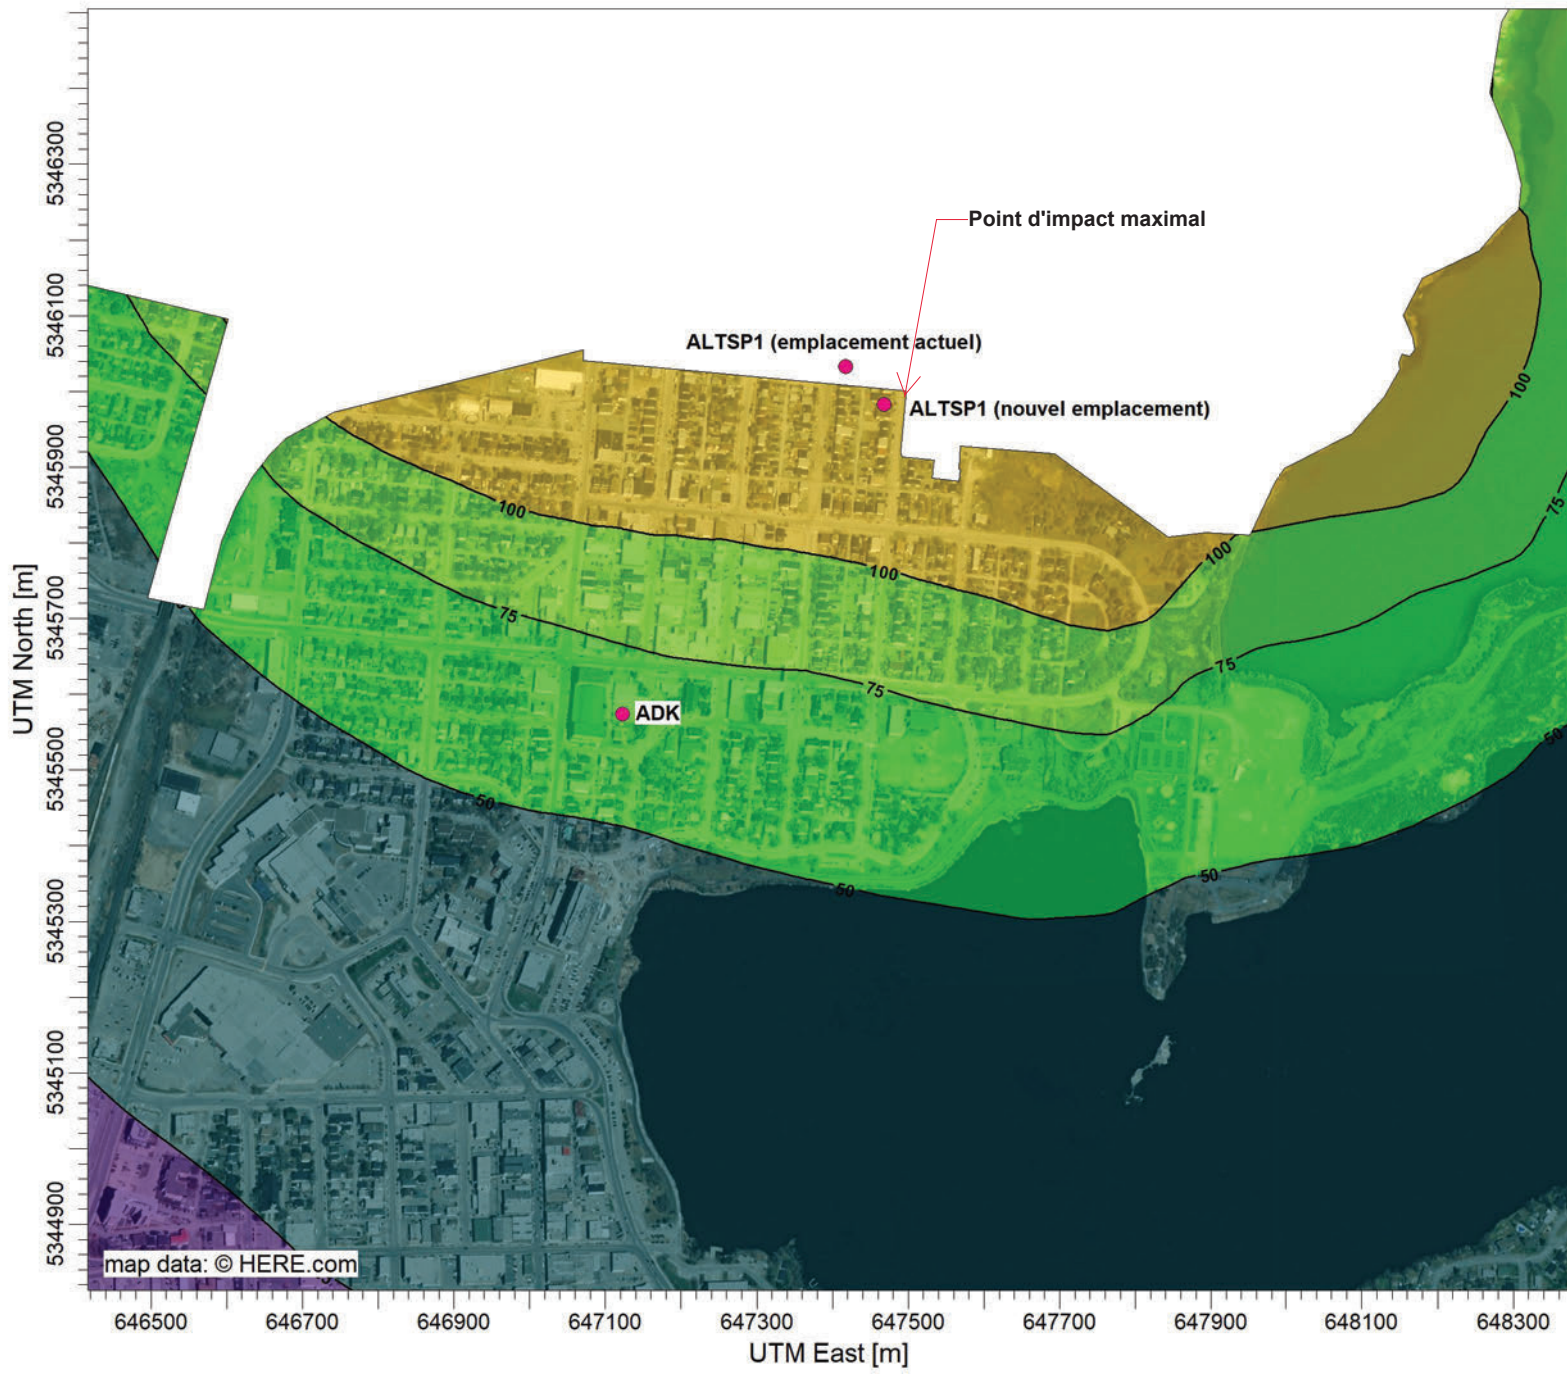 Point d'impact maximal
ALTSP1 (emplacement actuel)
ALTSP1 (nouvel emplacement)
100
100
100
100
75
75
75
75
50
50
50
50
ADK
map data: © HERE.com
UTM North [m]
5346300
5346100
5345900
5345700
5345500
5345300
5345100
5344900
646500 646700 646900 647100 647300 647500 647700 647900 648100 648300
UTM East [m]